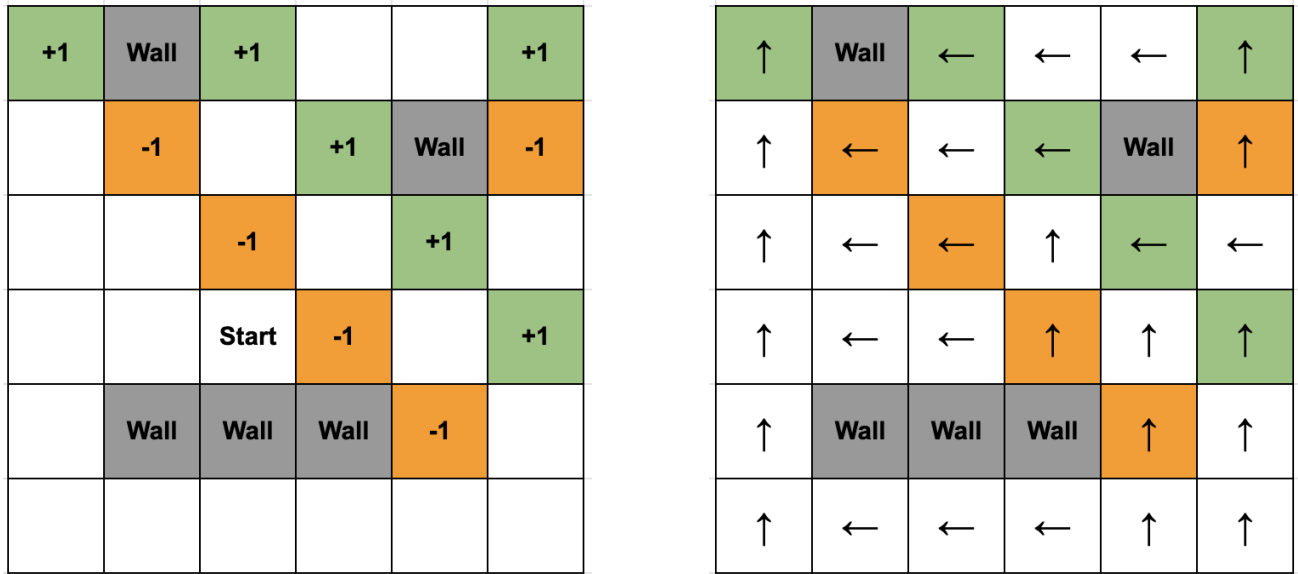 +1 Wall +1 +1
-1 +1 Wall -1
-1 +1
Start -1 +1
Wall Wall Wall -1
↑ Wall ← ← ← ↑
↑ ← ← ← Wall ↑
↑ ← ← ↑ ← ←
↑ ← ← ↑ ↑ ↑
↑ Wall Wall Wall ↑ ↑
↑ ← ← ← ↑ ↑